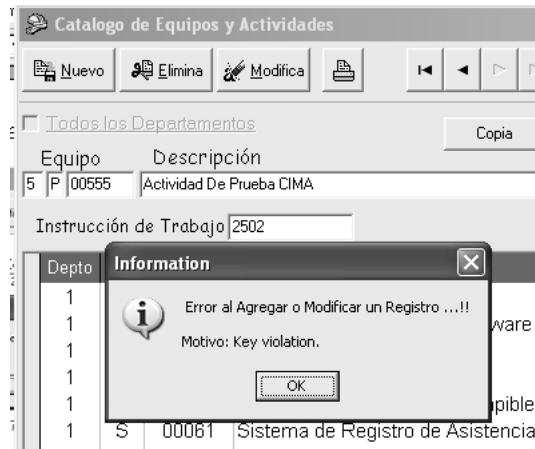 Catalogo de Equipos y Actividades
Nuevo Elimina Modifica
Todos los Departamentos
Copia
Equipo Descripción
5 P 00555 Actividad De Prueba CIMA
Instrucción de Trabajo 2502
Depto
Information
1
Error al Agregar o Modificar un Registro ...!!
1
Motivo: Key violation.
1
1
OK
1
1 S 00061 Sistema de Registro de Asistencia